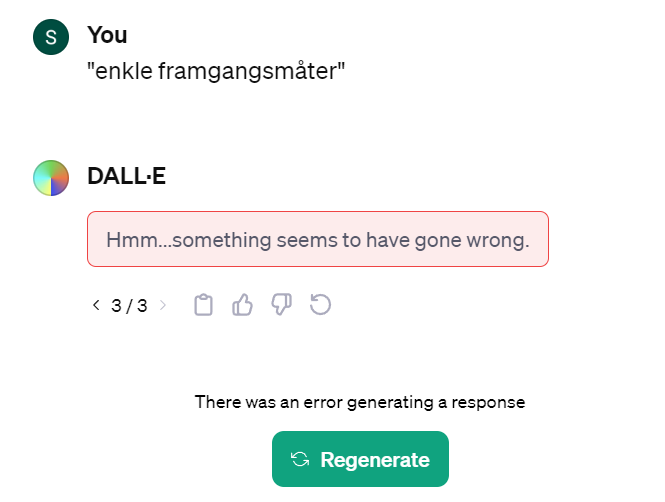 S
You
"enkle framgangsmåter"
DALL·E
Hmm...something seems to have gone wrong.
< 3 / 3 >
There was an error generating a response
Regenerate